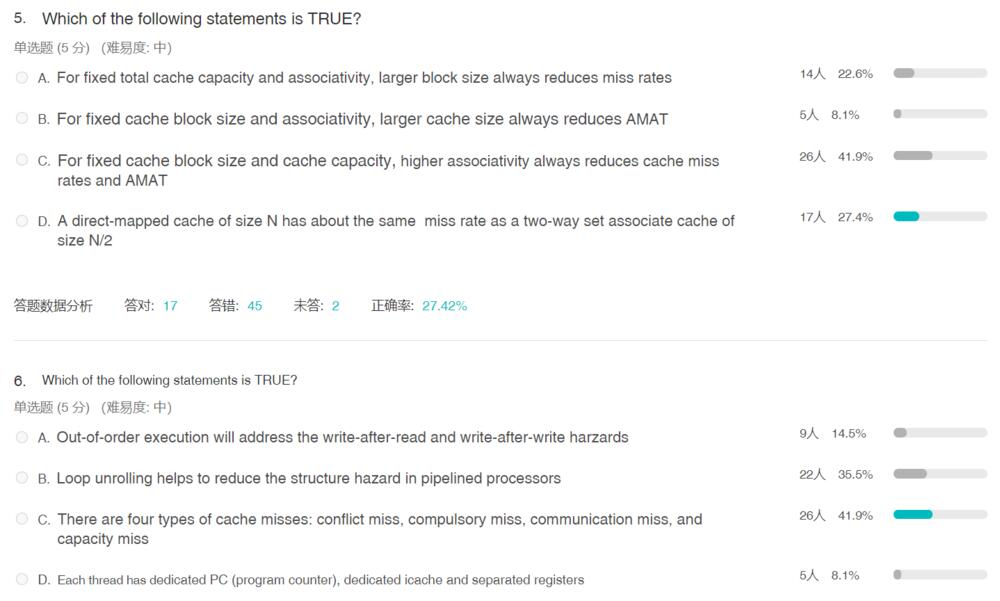 5. Which of the following statements is TRUE?
单选题 (5 分) (难易度: 中)
A. For fixed total cache capacity and associativity, larger block size always reduces miss rates
14人 22.6%
B. For fixed cache block size and associativity, larger cache size always reduces AMAT
5人 8.1%
C. For fixed cache block size and cache capacity, higher associativity always reduces cache miss
rates and AMAT
26人 41.9%
D. A direct-mapped cache of size N has about the same miss rate as a two-way set associate cache of
size N/2
17人 27.4%
答题数据分析 答对: 17 答错: 45 未答: 2 正确率: 27.42%
6. Which of the following statements is TRUE?
单选题 (5 分) (难易度: 中)
A. Out-of-order execution will address the write-after-read and write-after-write harzards
9人 14.5%
B. Loop unrolling helps to reduce the structure hazard in pipelined processors
22人 35.5%
C. There are four types of cache misses: conflict miss, compulsory miss, communication miss, and
capacity miss
26人 41.9%
D. Each thread has dedicated PC (program counter), dedicated icache and separated registers
5人 8.1%